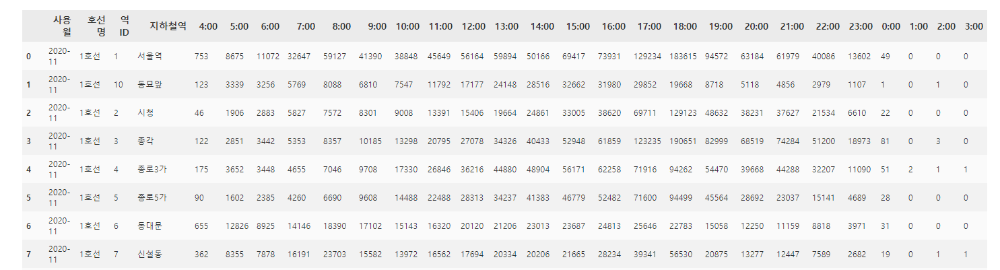 사용월 호선명 역ID 지하철역 4:00 5:00 6:00 7:00 8:00 9:00 10:00 11:00 12:00 13:00 14:00 15:00 16:00 17:00 18:00 19:00 20:00 21:00 22:00 23:00 0:00 1:00 2:00 3:00
0 2020-11 1호선 1 서울역 753 8675 11072 32647 59127 41390 38848 45649 56164 59894 50166 69417 73931 129234 183615 94572 63184 61979 40086 13602 49 0 0 0
1 2020-11 1호선 10 동묘앞 123 3339 3256 5769 8088 6810 7547 11792 17177 24148 28516 32662 31980 29852 19668 8718 5118 4856 2979 1107 1 0 1 0
2 2020-11 1호선 2 시청 46 1906 2883 5827 7572 8301 9008 13391 15406 19664 24861 33005 38620 69711 129123 48632 38231 37627 21534 6610 22 0 0 0
3 2020-11 1호선 3 종각 122 2851 3442 5353 8357 10185 13298 20795 27078 34326 40433 52948 61859 123235 190651 82999 68519 74284 51200 18973 81 0 3 0
4 2020-11 1호선 4 종로3가 175 3652 3448 4655 7046 9708 17330 26846 36216 44880 48904 56171 62258 71916 94262 54470 39668 44288 32207 11090 51 2 1 1
5 2020-11 1호선 5 종로5가 90 1602 2385 4260 6690 9608 14488 22488 28313 34237 41383 46779 52482 71600 94499 45564 28692 23037 15141 4689 28 0 0 0
6 2020-11 1호선 6 동대문 655 12826 8925 14146 18390 17102 15143 16320 20120 21206 23013 23687 24813 25646 22783 15058 12250 11159 8818 3971 31 0 0 0
7 2020-11 1호선 7 신설동 362 8355 7878 16191 23703 15582 13972 16562 17694 20334 20206 21665 28234 39341 56530 20875 13277 12447 7589 2682 19 0 1 1